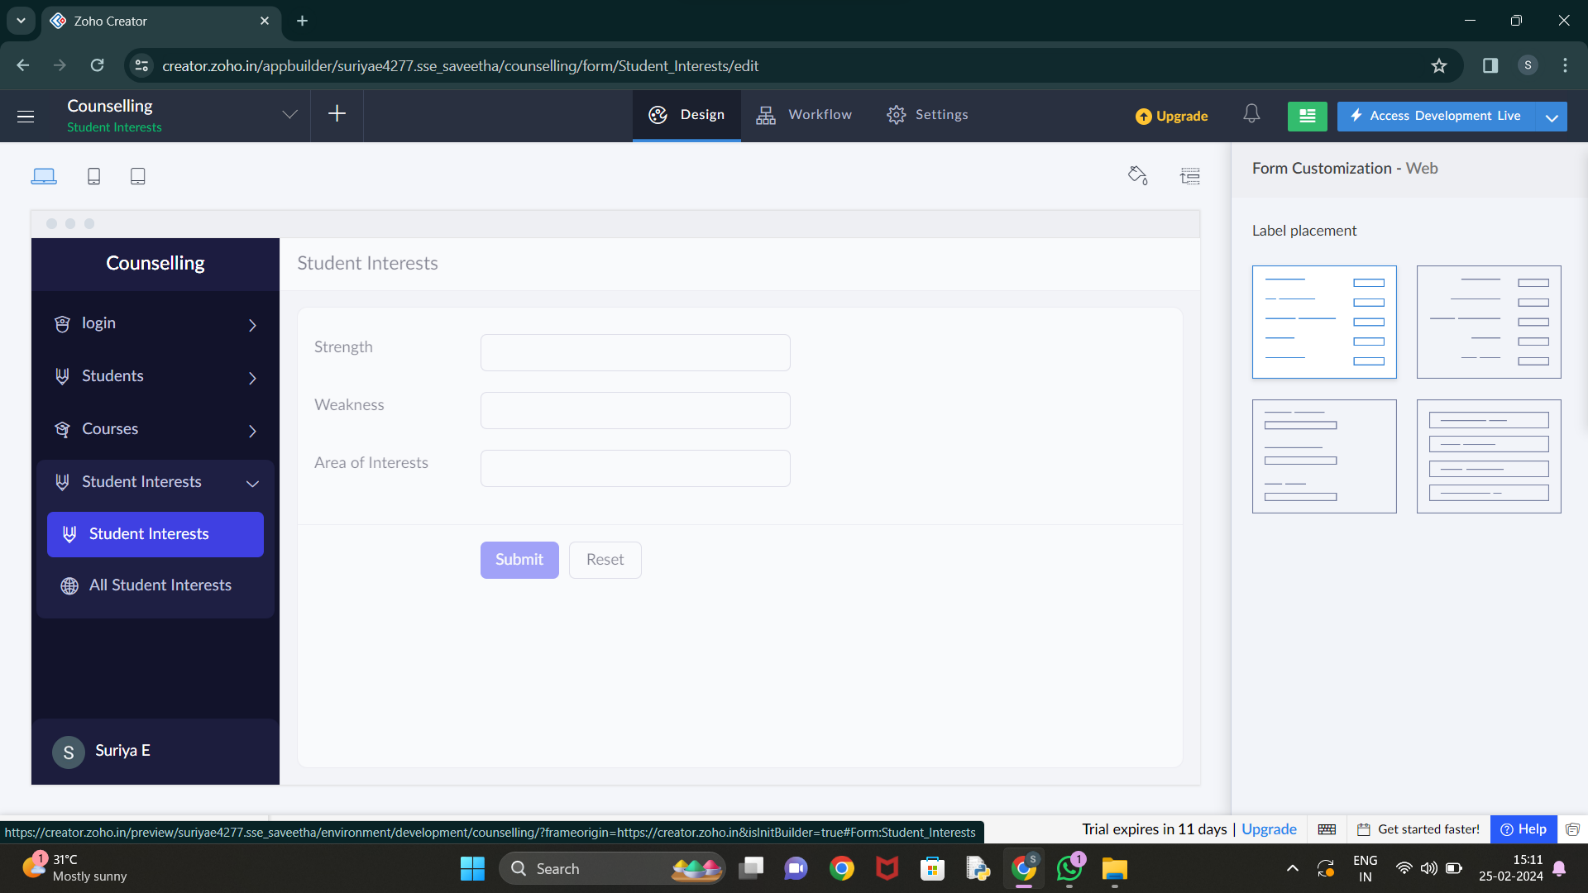 Zoho Creator
creator.zoho.in/appbuilder/suriyae4277.sse_saveetha/counselling/form/Student_Interests/edit
S
Counselling
Student Interests
Design
Workflow
Settings
Upgrade
Access Development Live
Form Customization - Web
Label placement
Counselling
Student Interests
login
Students
Courses
Student Interests
Student Interests
All Student Interests
Strength
Weakness
Area of Interests
Submit
Reset
S
Suriya E
https://creator.zoho.in/preview/suriyae4277.sse_saveetha/environment/development/counselling/?frameorigin=https://creator.zoho.in&isInitBuilder=true#Form:Student_Interests
Trial expires in 11 days | Upgrade
Get started faster!
Help
1
31°C
Mostly sunny
Search
S
1
ENG
IN
15:11
25-02-2024